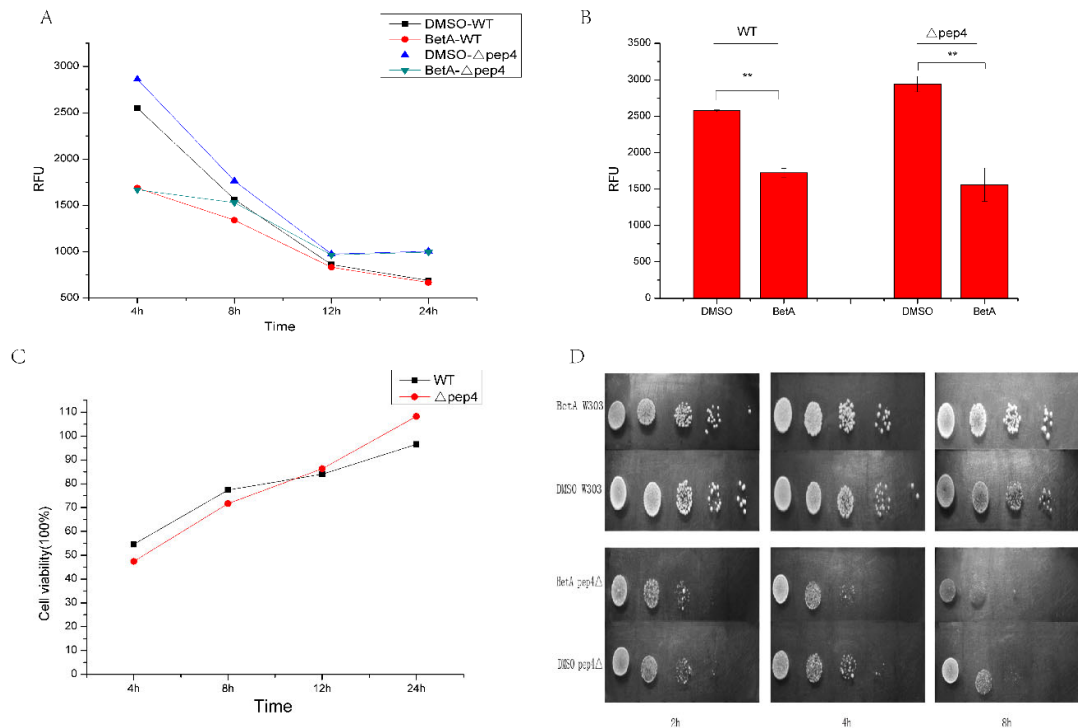 A
DMSO-WT
BetA-WT
DMSO-△pep4
BetA-△pep4
3000
2500
2000
1500
1000
500
RFU
4h 8h 12h 24h
Time
B
WT △pep4
** **
3500
3000
2500
2000
1500
1000
500
0
RFU
DMSO BetA DMSO BetA
C
WT
△pep4
110
100
90
80
70
60
50
40
30
20
10
0
Cell viability(100%)
4h 8h 12h 24h
Time
D
BetA W303
DMSO W303
BetA pep4△
DMSO pep4△
2h 4h 8h